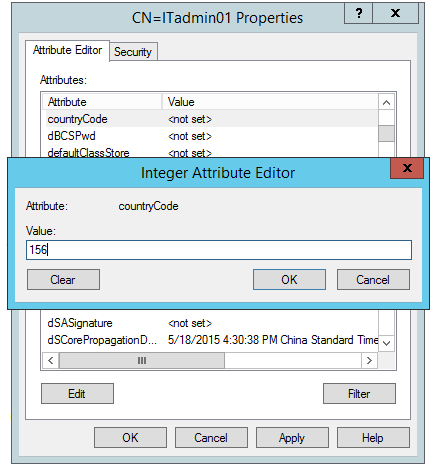 CN=ITadmin01 Properties
? x
Attribute Editor Security
Attributes:
Attribute Value
countryCode <not set>
dBCSPwd <not set>
defaultClassStore <not set>
Integer Attribute Editor x
Attribute: countryCode
Value:
156
Clear OK Cancel
dSASignature <not set>
dSCorePropagationD... 5/18/2015 4:30:38 PM China Standard Time
Edit Filter
OK Cancel Apply Help